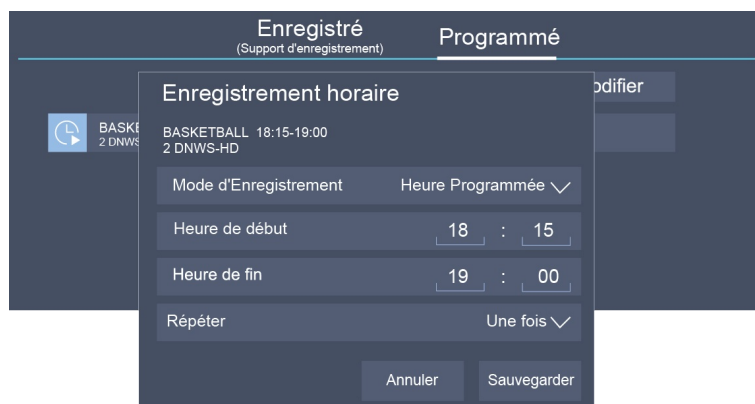 Enregistré
(Support d'enregistrement)
Programmé
odifier
BASKE
2 DNWS
Enregistrement horaire
BASKETBALL 18:15-19:00
2 DNWS-HD
Mode d'Enregistrement Heure Programmée
Heure de début 18 : 15
Heure de fin 19 : 00
Répéter Une fois
Annuler Sauvegarder